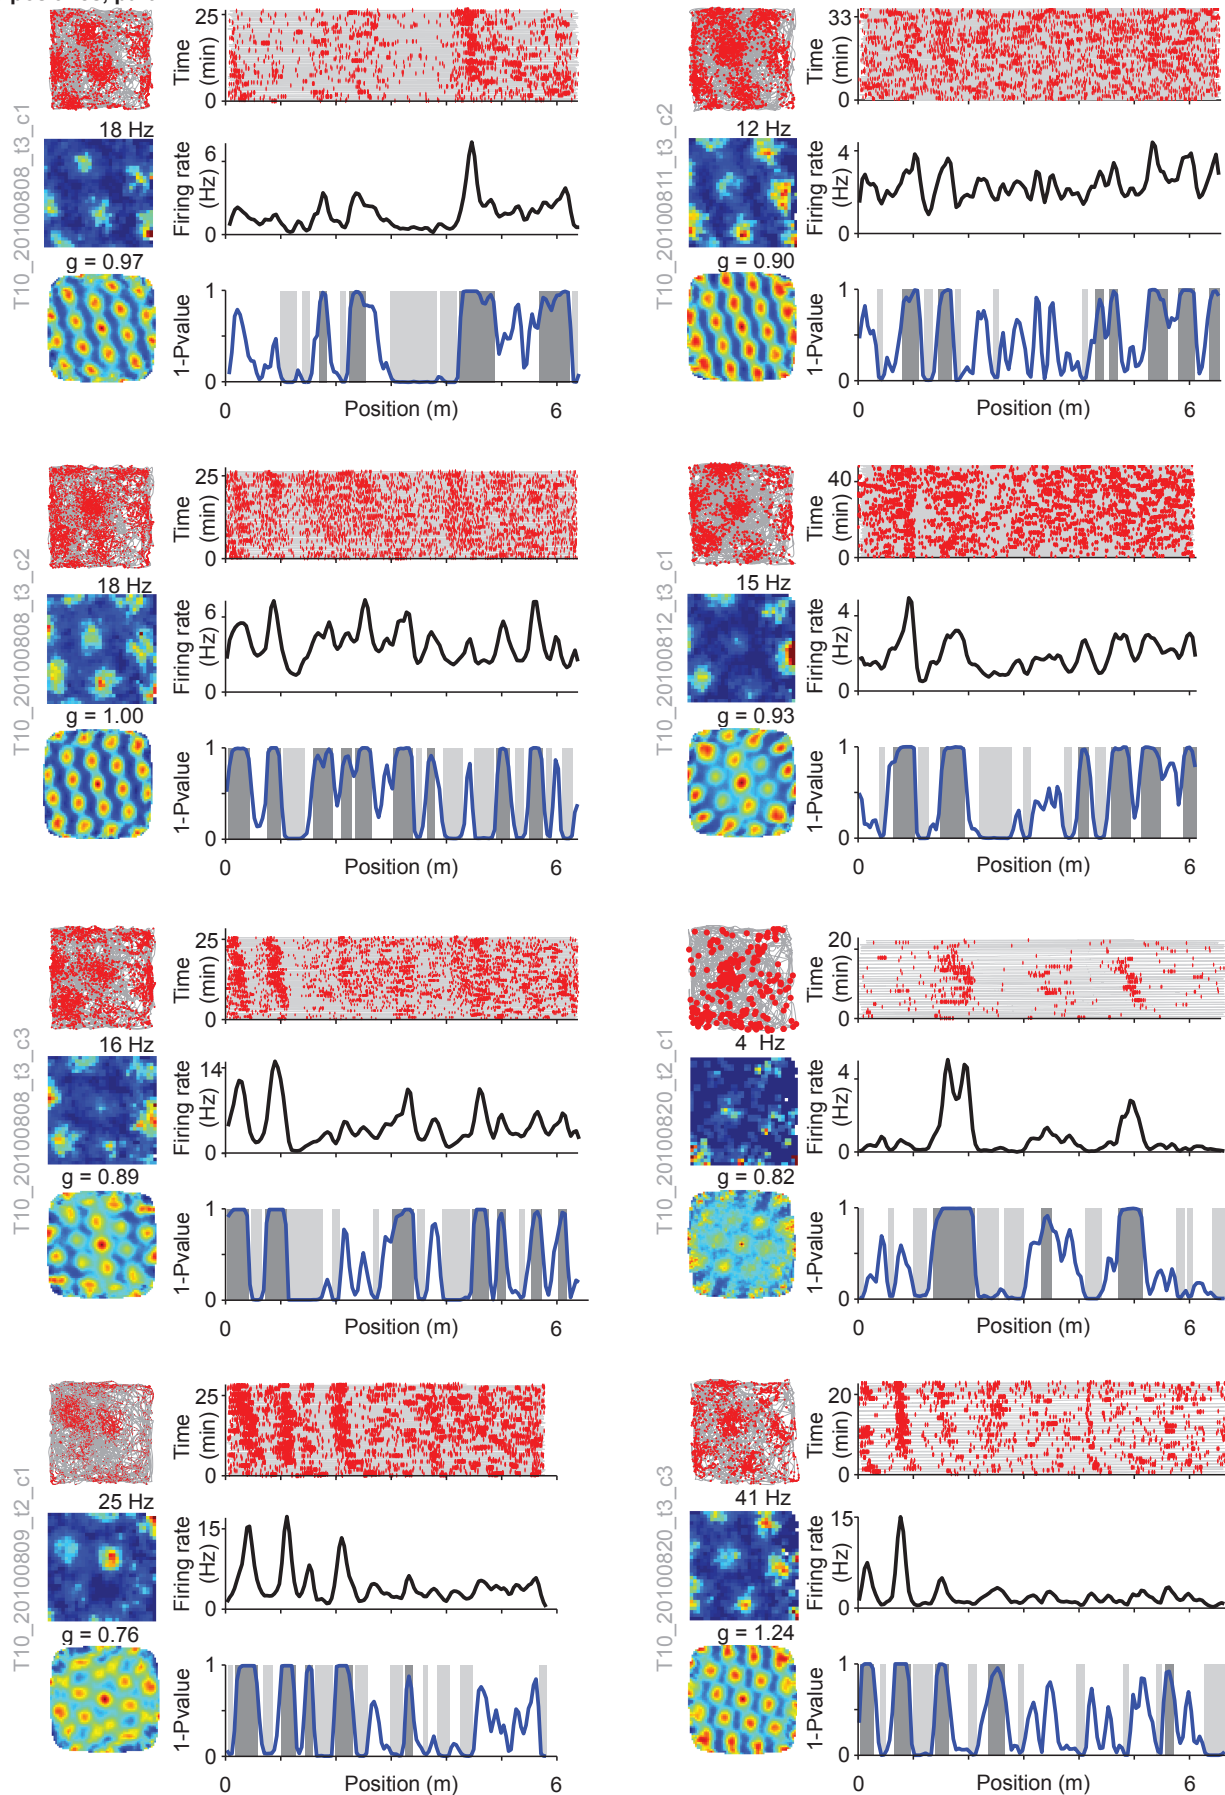 T10_20100808_t3_c1
25
Time
(min)
0
18 Hz
6
Firing rate
(Hz)
0
g = 0.97
1
1-Pvalue
0
0
Position (m)
6
T10_20100811_t3_c2
33
Time
(min)
0
12 Hz
4
Firing rate
(Hz)
0
g = 0.90
1
1-Pvalue
0
0
Position (m)
6
T10_20100808_t3_c2
25
Time
(min)
0
18 Hz
6
Firing rate
(Hz)
0
g = 1.00
1
1-Pvalue
0
0
Position (m)
6
T10_20100812_t3_c1
40
Time
(min)
0
15 Hz
4
Firing rate
(Hz)
0
g = 0.93
1
1-Pvalue
0
0
Position (m)
6
T10_20100808_t3_c3
25
Time
(min)
0
16 Hz
14
Firing rate
(Hz)
0
g = 0.89
1
1-Pvalue
0
0
Position (m)
6
T10_20100820_t2_c1
20
Time
(min)
0
4 Hz
4
Firing rate
(Hz)
0
g = 0.82
1
1-Pvalue
0
0
Position (m)
6
T10_20100809_t2_c1
25
Time
(min)
0
25 Hz
15
Firing rate
(Hz)
0
g = 0.76
1
1-Pvalue
0
0
Position (m)
6
T10_20100820_t3_c3
20
Time
(min)
0
41 Hz
15
Firing rate
(Hz)
0
g = 1.24
1
1-Pvalue
0
0
Position (m)
6